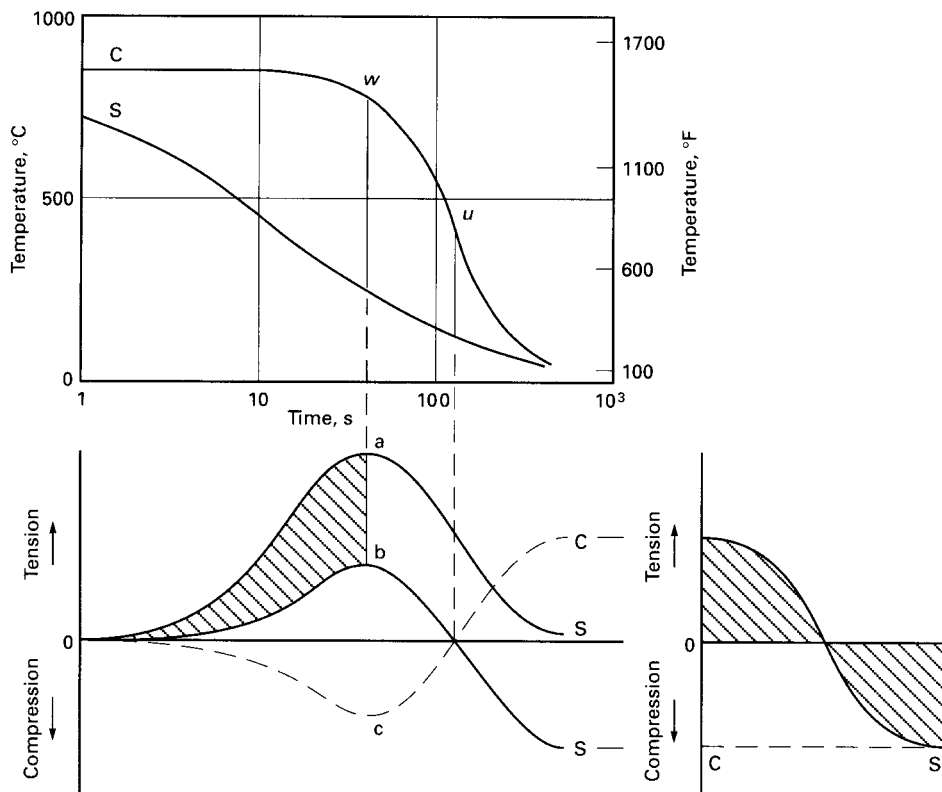 1000
500
0
Temperature, °C
C
S
w
u
1700
1100
600
100
Temperature, °F
1
10
100
10³
Time, s
Tension
0
Compression
a
b
c
C
S
S
Tension
0
Compression
C
S